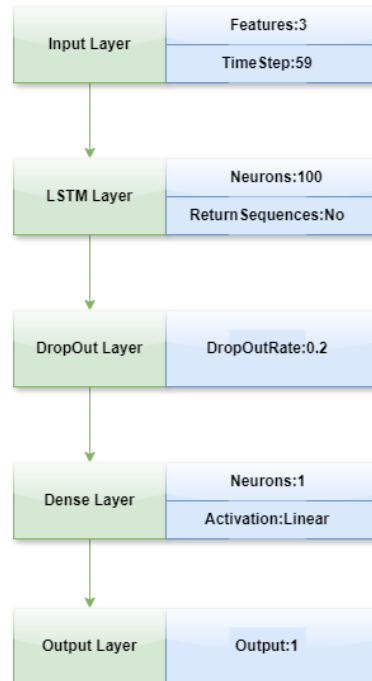 Input Layer
Features:3
TimeStep:59
LSTM Layer
Neurons:100
ReturnSequences:No
DropOut Layer
DropOutRate:0.2
Dense Layer
Neurons:1
Activation:Linear
Output Layer
Output:1